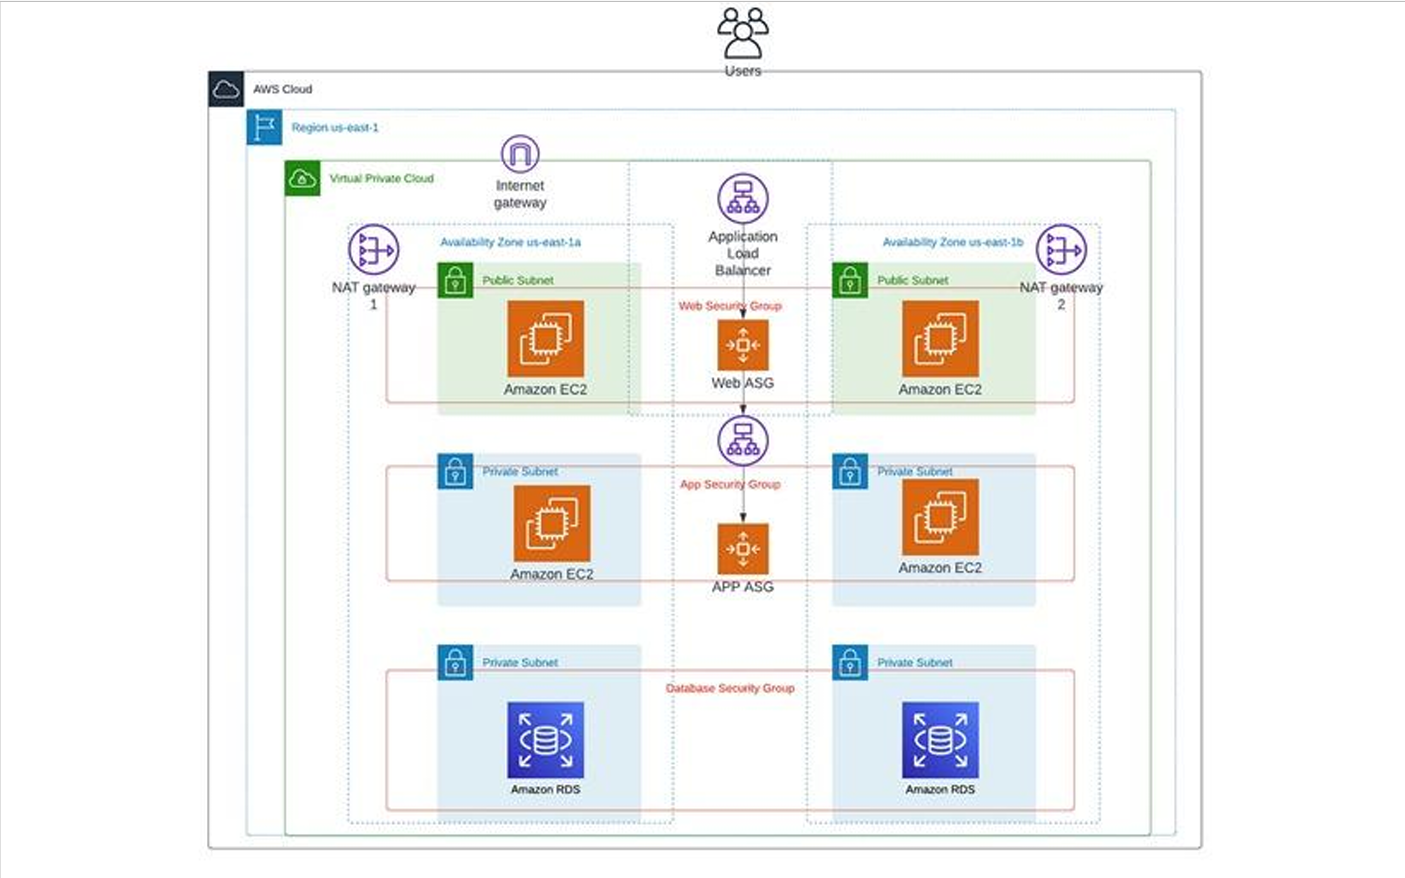 Users
AWS Cloud
Region us-east-1
Virtual Private Cloud
Internet
gateway
Application
Load
Balancer
Availability Zone us-east-1a
Availability Zone us-east-1b
NAT gateway
1
NAT gateway
2
Public Subnet
Public Subnet
Web Security Group
Amazon EC2
Web ASG
Amazon EC2
Private Subnet
Private Subnet
App Security Group
Amazon EC2
APP ASG
Amazon EC2
Private Subnet
Private Subnet
Database Security Group
Amazon RDS
Amazon RDS